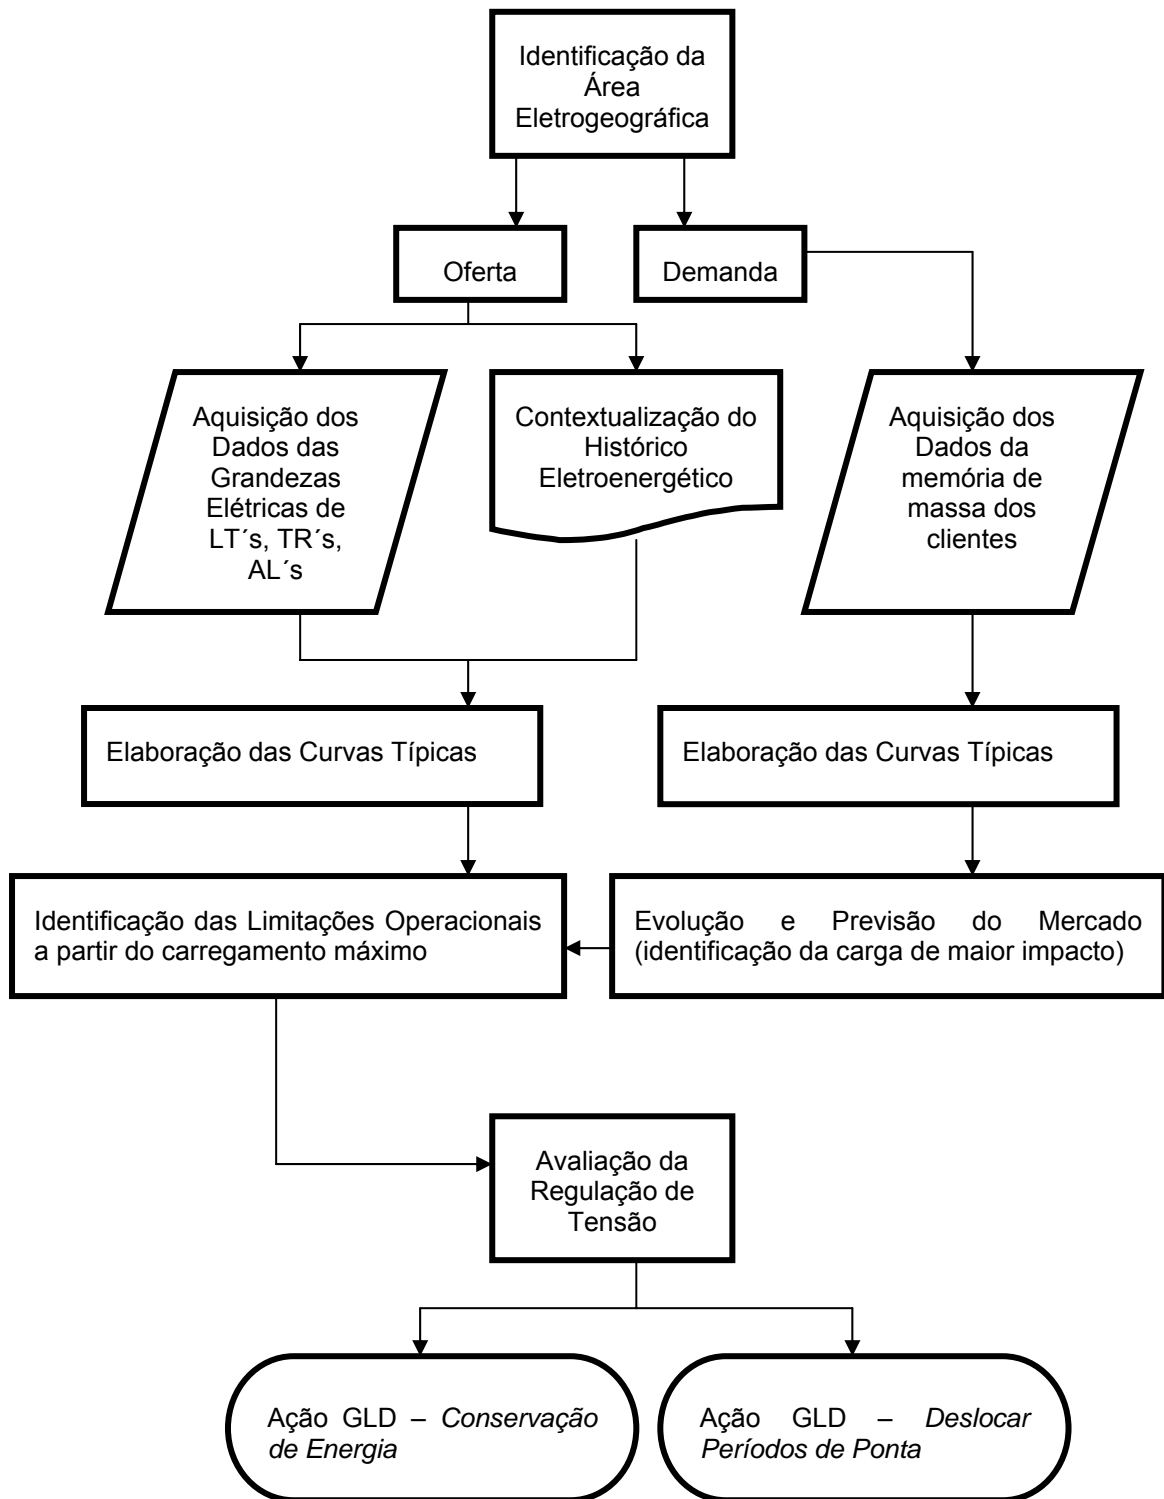 Identificação da
Área
Eletrogeográfica
Oferta
Demanda
Aquisição dos
Dados das
Grandezas
Elétricas de
LT´s, TR´s,
AL´s
Contextualização do
Histórico
Eletroenergético
Aquisição dos
Dados da
memória de
massa dos
clientes
Elaboração das Curvas Típicas
Elaboração das Curvas Típicas
Identificação das Limitações Operacionais
a partir do carregamento máximo
Evolução e Previsão do Mercado
(identificação da carga de maior impacto)
Avaliação da
Regulação de
Tensão
Ação GLD – Conservação
de Energia
Ação GLD – Deslocar
Períodos de Ponta